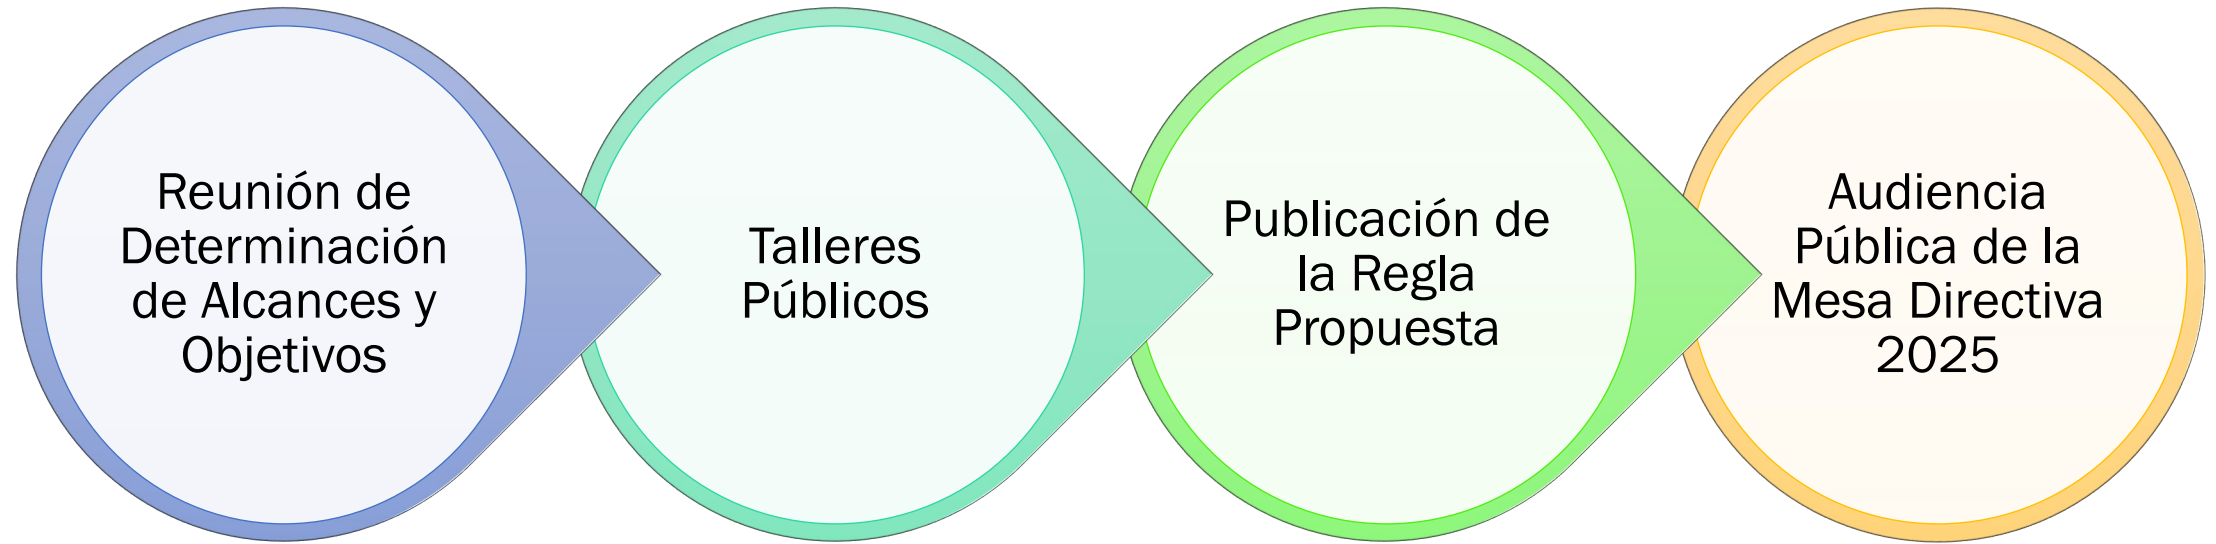 Reunión de
Determinación
de Alcances y
Objetivos
Talleres
Públicos
Publicación de
la Regla
Propuesta
Audiencia
Pública de la
Mesa Directiva
2025